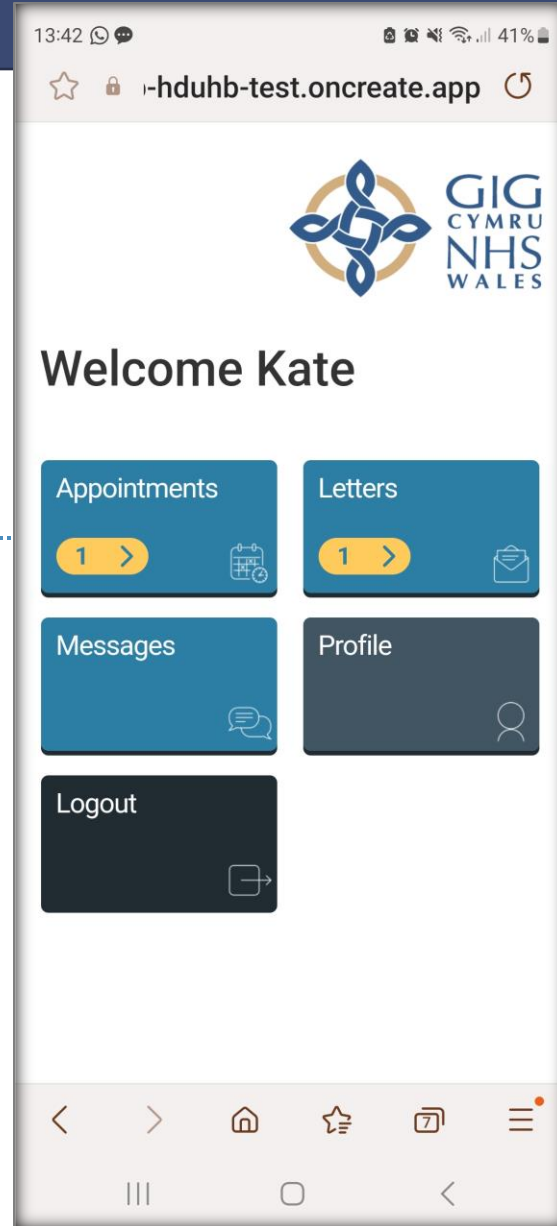 13:42 41%
-hduhb-test.oncreate.app
GIG
CYMRU
NHS
WALES
Welcome Kate
Appointments
1
Letters
1
Messages
Profile
Logout
7